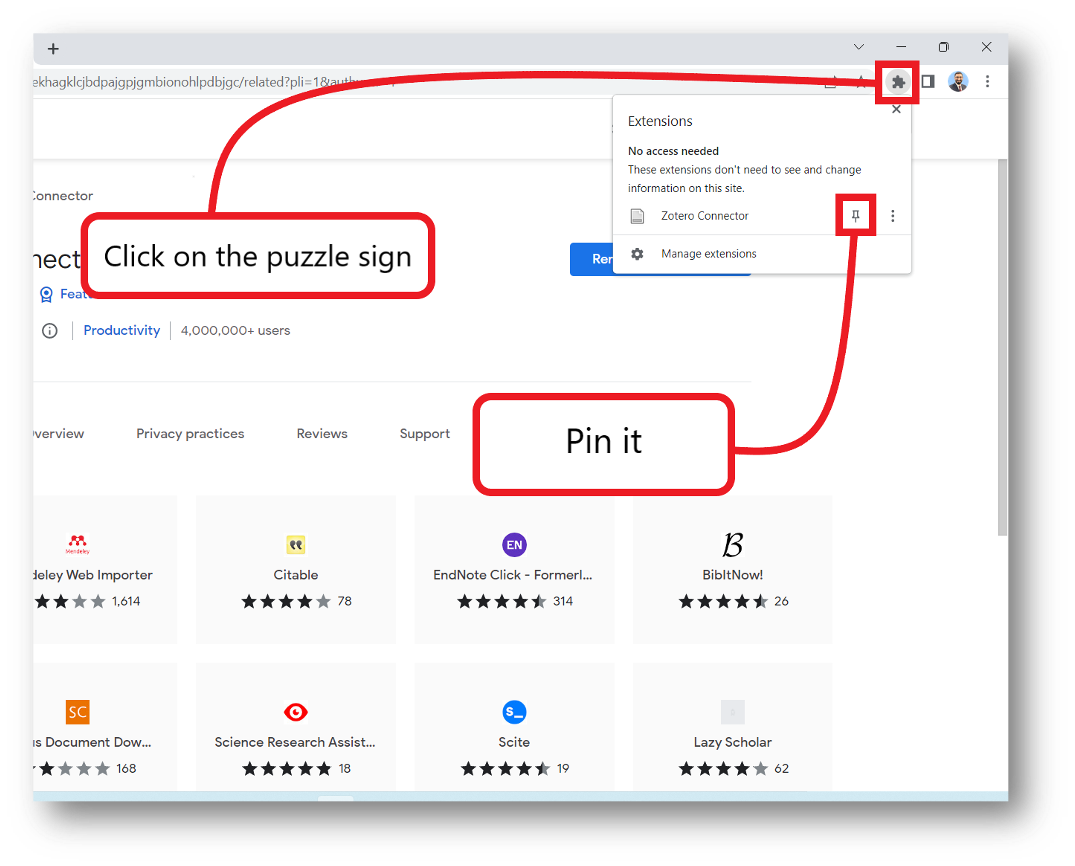 ekhagklcjbdpajgpjgmbionohlpdbjgc/related?pli=1&authu
Extensions
No access needed
These extensions don't need to see and change
information on this site.
Zotero Connector
Manage extensions
Connector
Click on the puzzle sign
nect
Rer
Feat
Productivity
4,000,000+ users
Pin it
verview
Privacy practices
Reviews
Support
Mendeley
deley Web Importer
1,614
Citable
78
EN
EndNote Click - Formerl...
314
B
BibItNow!
26
SC
us Document Dow...
168
Science Research Assist...
18
S_
Scite
19
Lazy Scholar
62